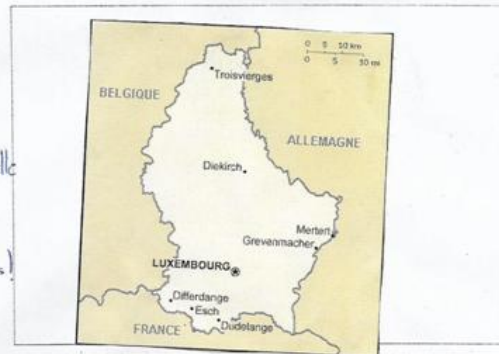 0 5 10 km
0 5 10 mi
Troisvierges
BELGIQUE
ALLEMAGNE
Diekirch
Mertert
Grevenmacher
LUXEMBOURG
Differdange
Esch
Dudelange
FRANCE